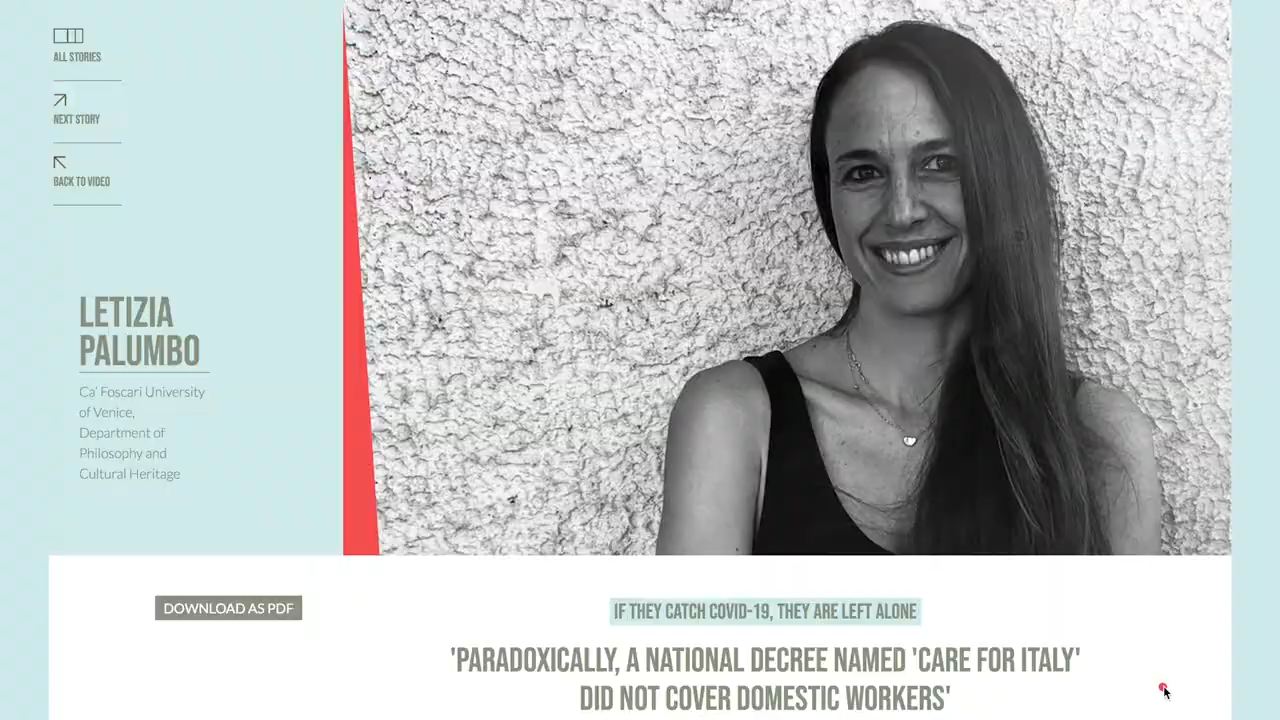 ALL STORIES
NEXT STORY
BACK TO VIDEO
LETIZIA
PALUMBO
Ca' Foscari University
of Venice,
Department of
Philosophy and
Cultural Heritage
DOWNLOAD AS PDF
IF THEY CATCH COVID-19, THEY ARE LEFT ALONE
'PARADOXICALLY, A NATIONAL DECREE NAMED 'CARE FOR ITALY'
DID NOT COVER DOMESTIC WORKERS'